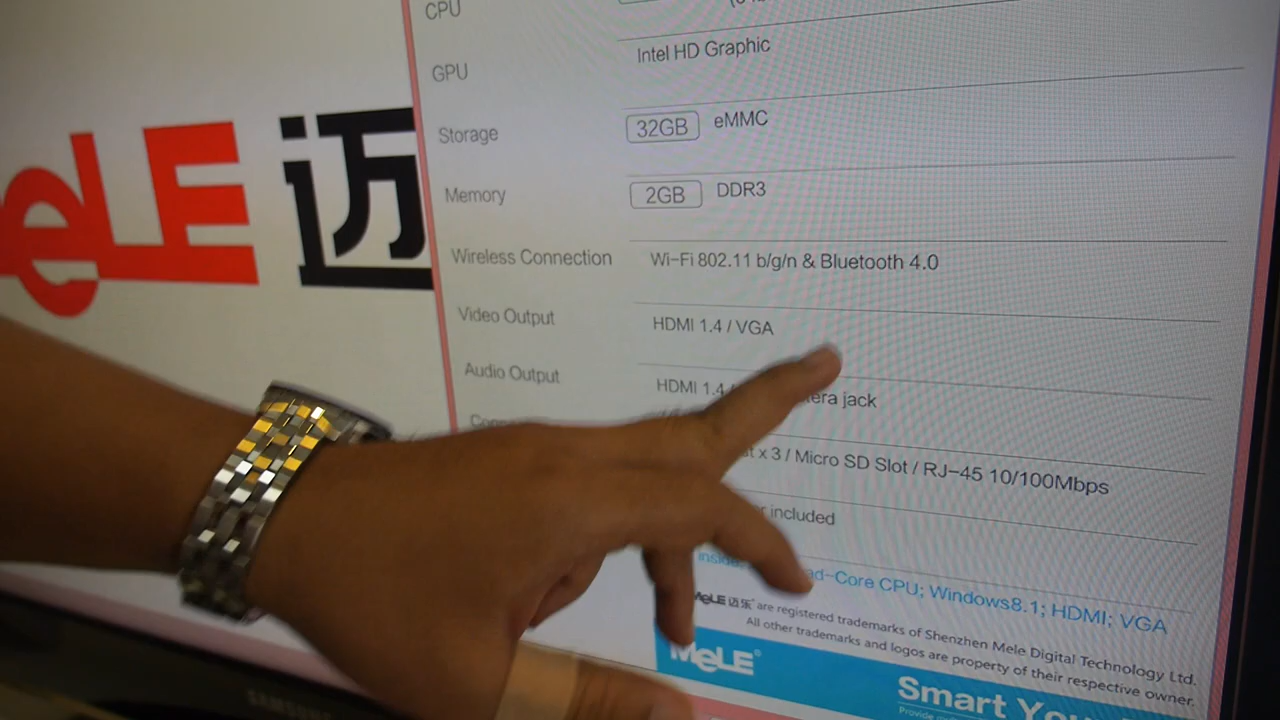 CPU
GPU Intel HD Graphic
Storage 32GB eMMC
Memory 2GB DDR3
Wireless Connection Wi-Fi 802.11 b/g/n & Bluetooth 4.0
Video Output HDMI 1.4 / VGA
Audio Output HDMI 1.4 jack
x 3 / Micro SD Slot / RJ-45 10/100Mbps
included
CPU; Windows8.1; HDMI; VGA
MeLE 迈乐 are registered trademarks of Shenzhen Mele Digital Technology Ltd.
All other trademarks and logos are property of their respective owner.
MeLE
Smart
eLE 迈
SAMSUNG